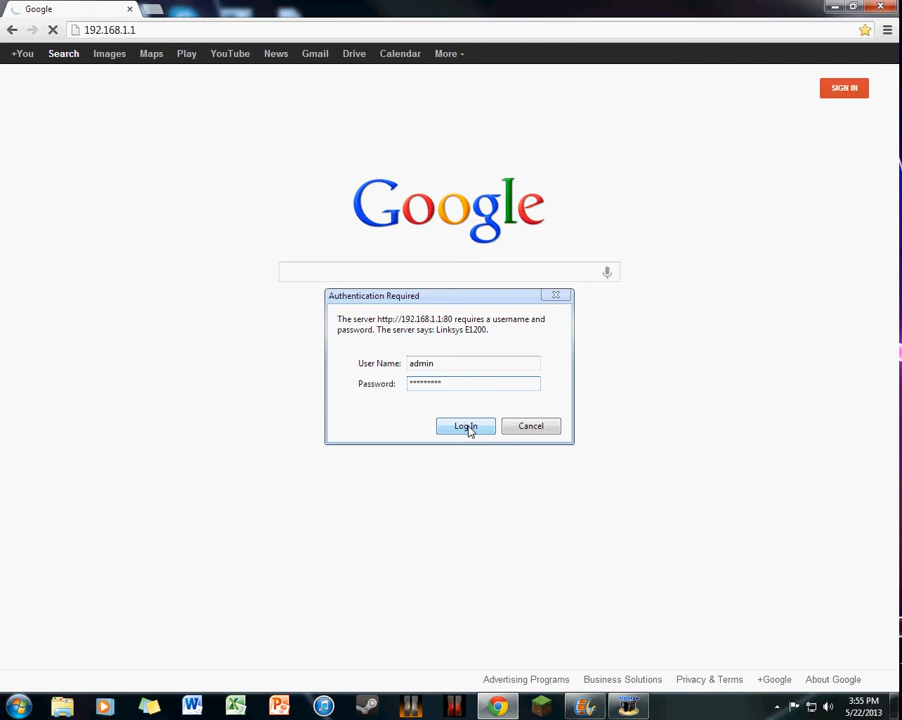 Google
192.168.1.1
+You Search Images Maps Play YouTube News Gmail Drive Calendar More
SIGN IN
Google
Authentication Required
The server http://192.168.1.1:80 requires a username and
password. The server says: Linksys E1200.
User Name: admin
Password: *********
Log In Cancel
Advertising Programs Business Solutions Privacy & Terms +Google About Google
3:55 PM
5/22/2013